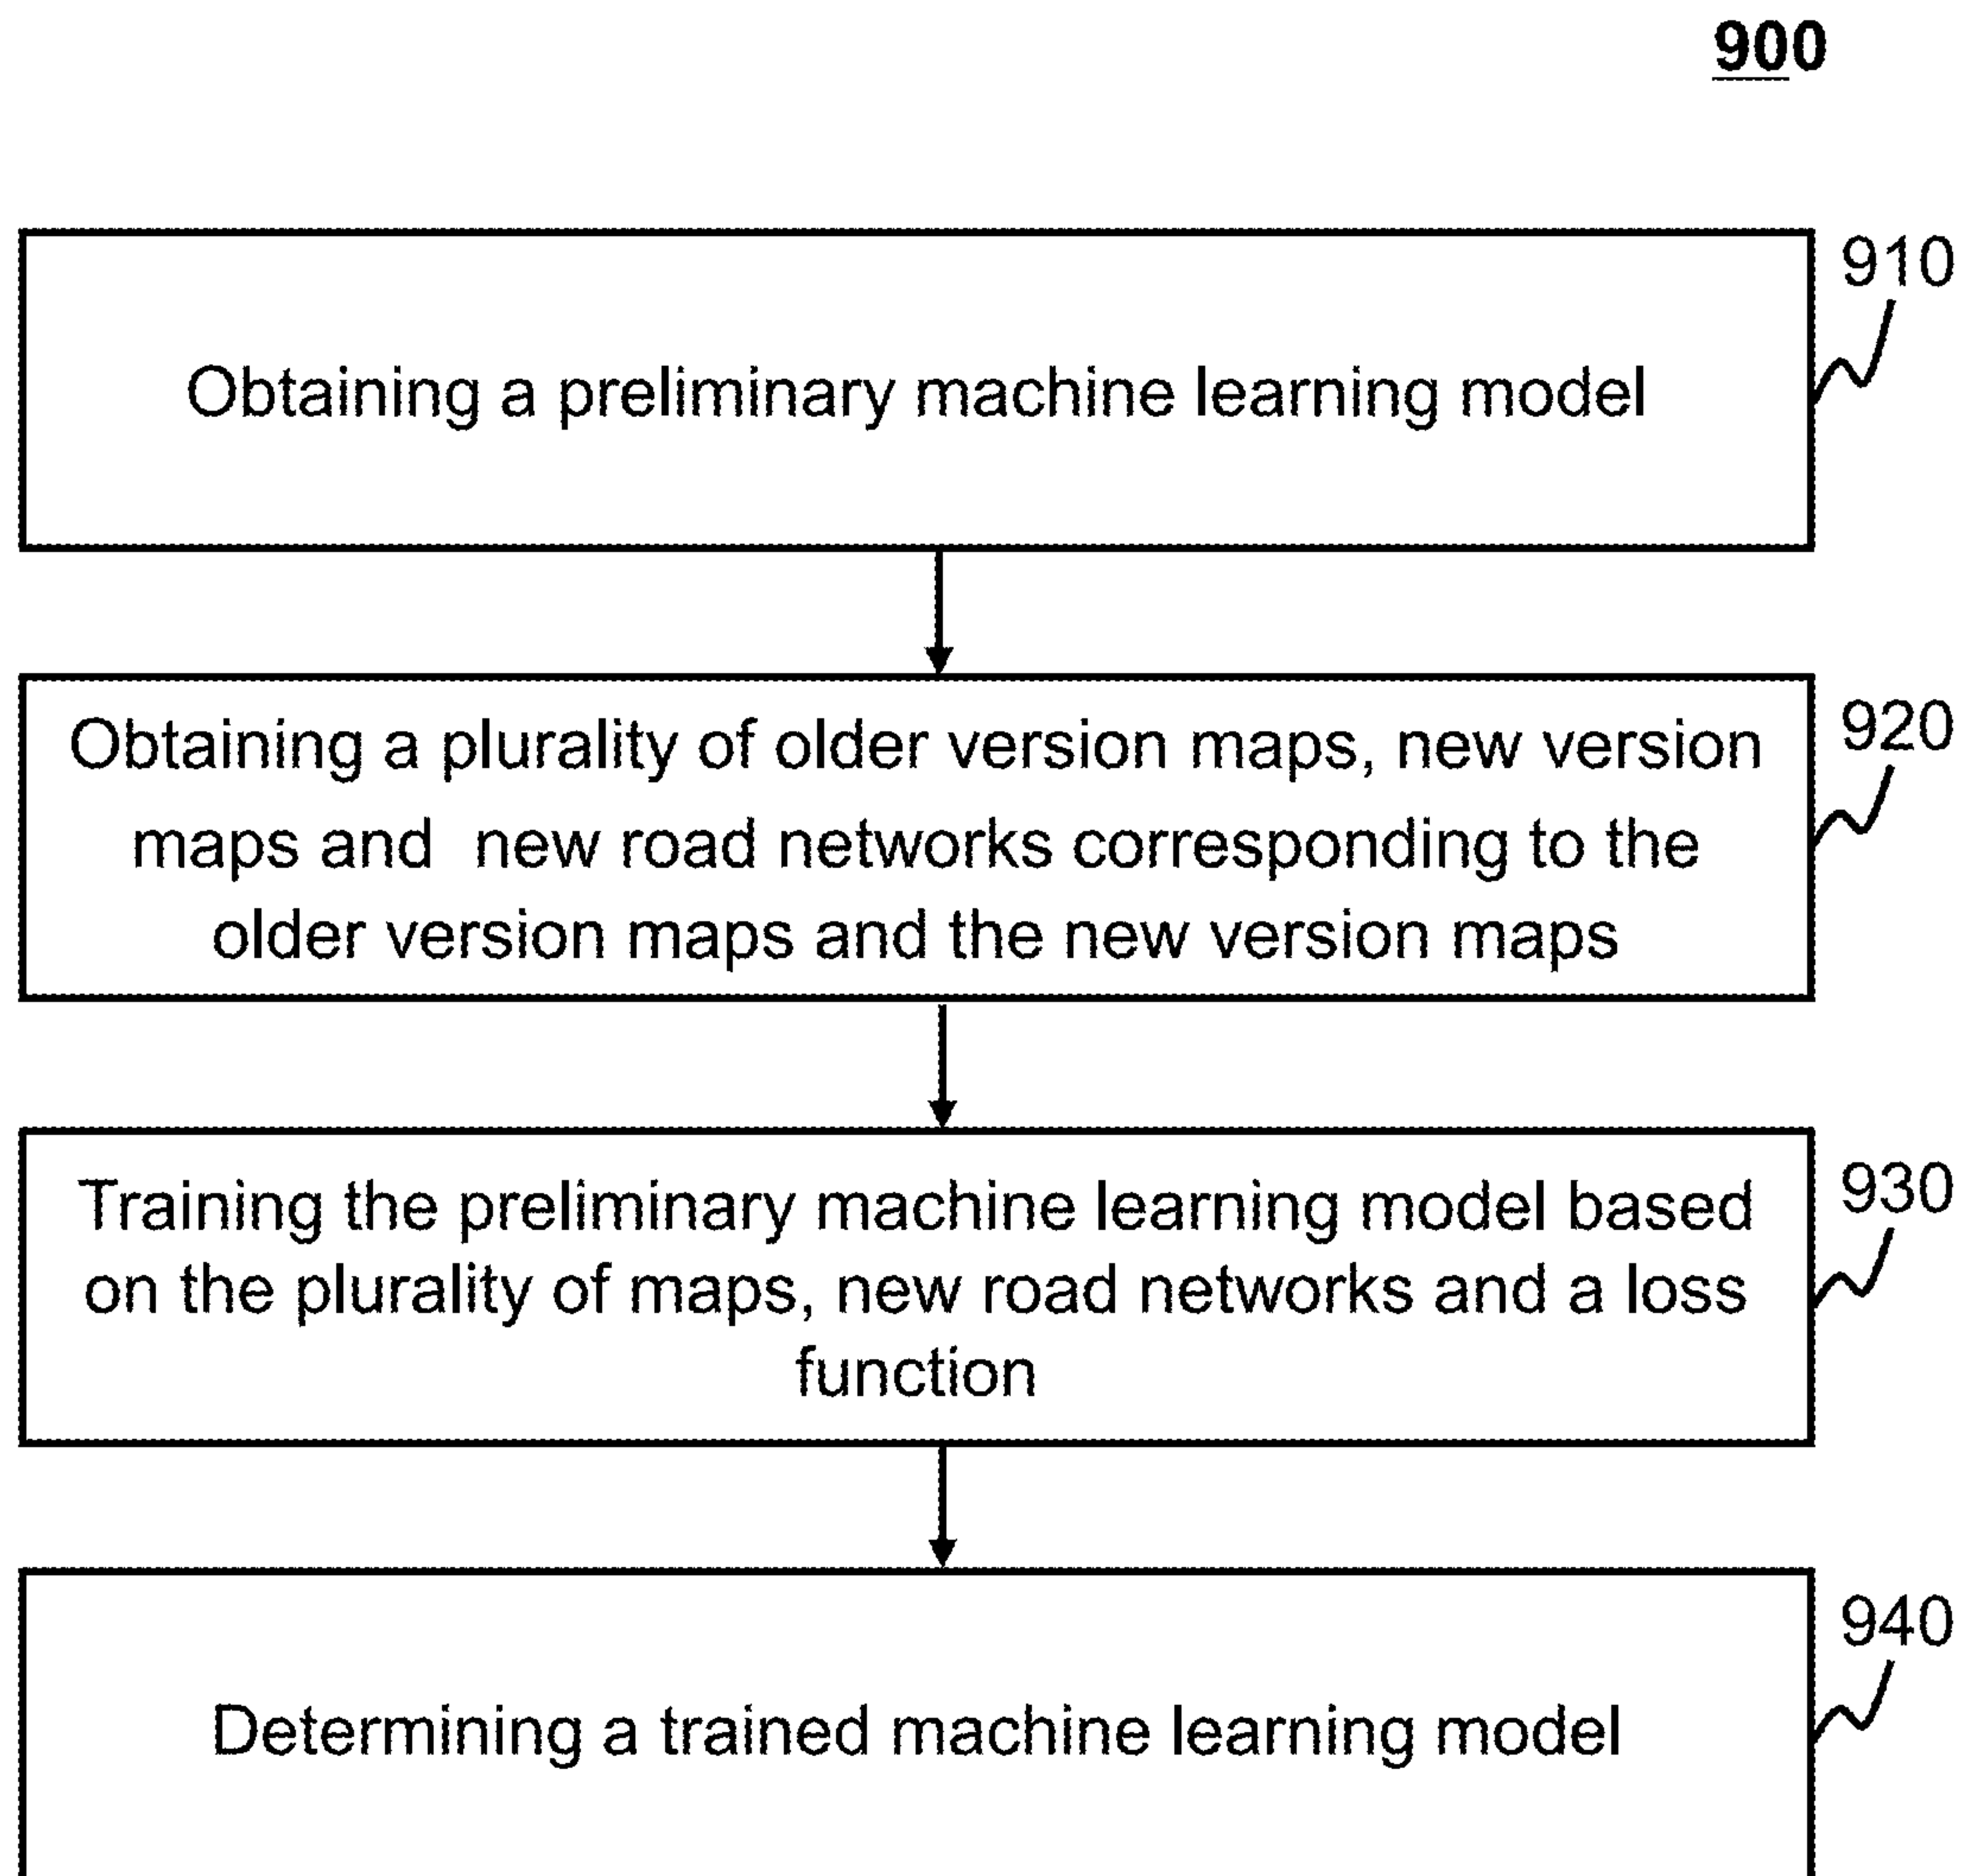 900
910
Obtaining a preliminary machine learning model
920
Obtaining a plurality of older version maps, new version
maps and new road networks corresponding to the
older version maps and the new version maps
930
Training the preliminary machine learning model based
on the plurality of maps, new road networks and a loss
function
940
Determining a trained machine learning model